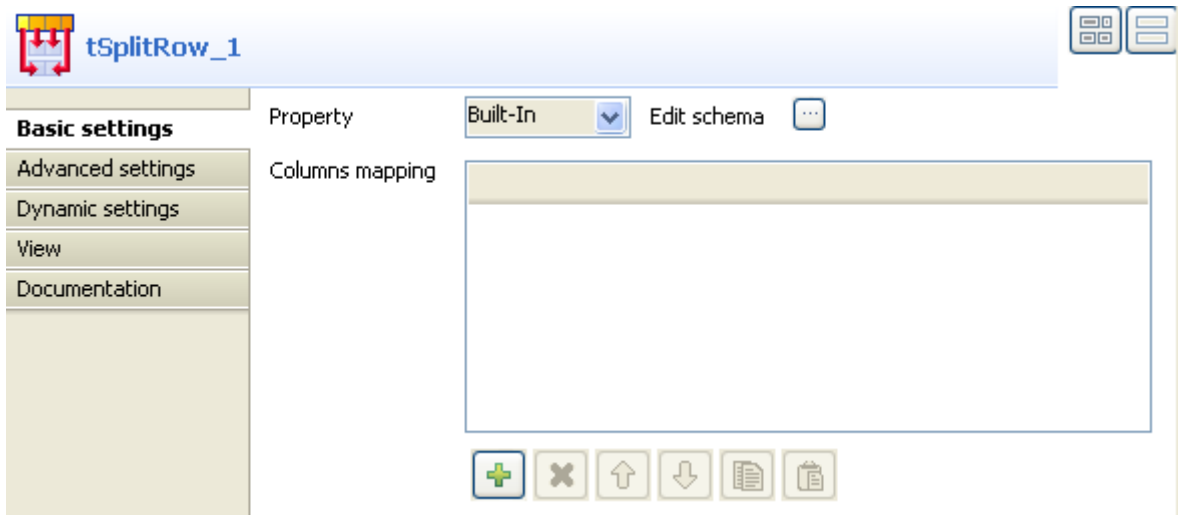 tSplitRow_1
Basic settings
Advanced settings
Dynamic settings
View
Documentation
Property Built-In Edit schema ...
Columns mapping